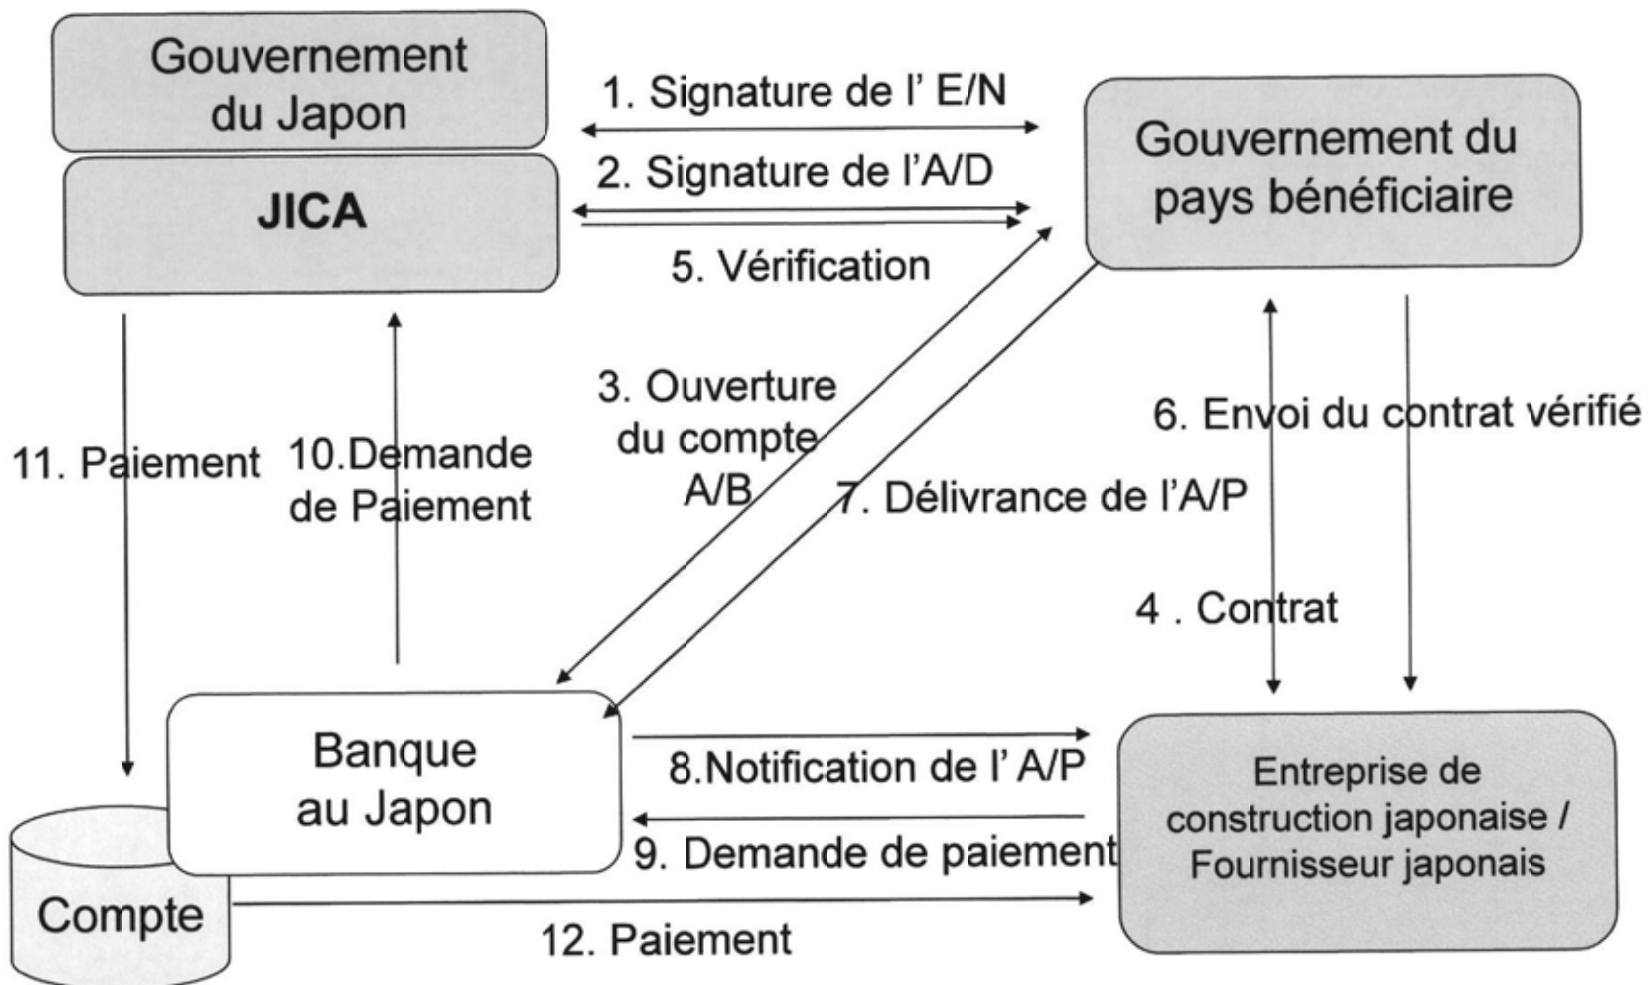 Gouvernement
du Japon
JICA
1. Signature de l' E/N
2. Signature de l'A/D
5. Vérification
Gouvernement du
pays bénéficiaire
3. Ouverture
du compte
A/B
6. Envoi du contrat vérifié
11. Paiement
10.Demande
de Paiement
7. Délivrance de l'A/P
4 . Contrat
Banque
au Japon
8.Notification de l' A/P
9. Demande de paiement
Entreprise de
construction japonaise /
Fournisseur japonais
Compte
12. Paiement